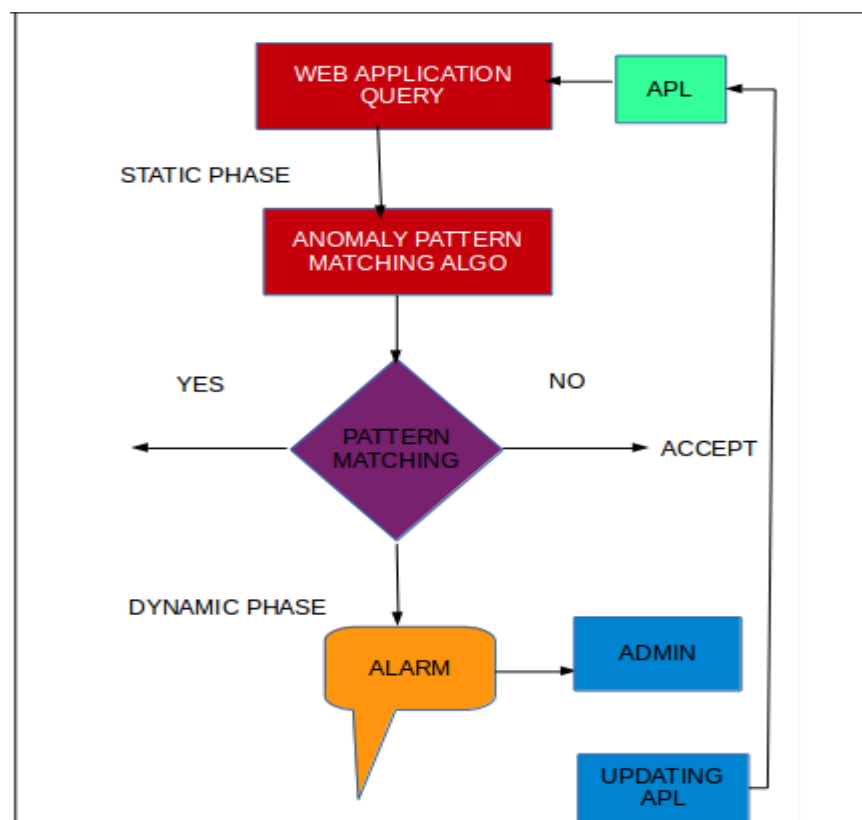 WEB APPLICATION
QUERY
APL
STATIC PHASE
ANOMALY PATTERN
MATCHING ALGO
YES
NO
PATTERN
MATCHING
ACCEPT
DYNAMIC PHASE
ALARM
ADMIN
UPDATING
APL